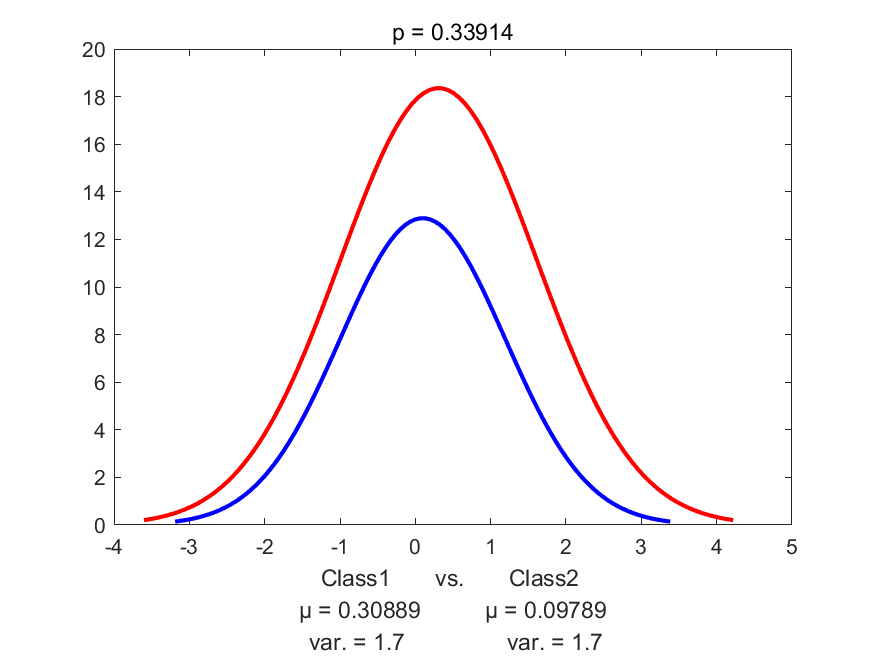 p = 0.33914
20
18
16
14
12
10
8
6
4
2
0
-4 -3 -2 -1 0 1 2 3 4 5
Class1 vs. Class2
μ = 0.30889 μ = 0.09789
var. = 1.7 var. = 1.7